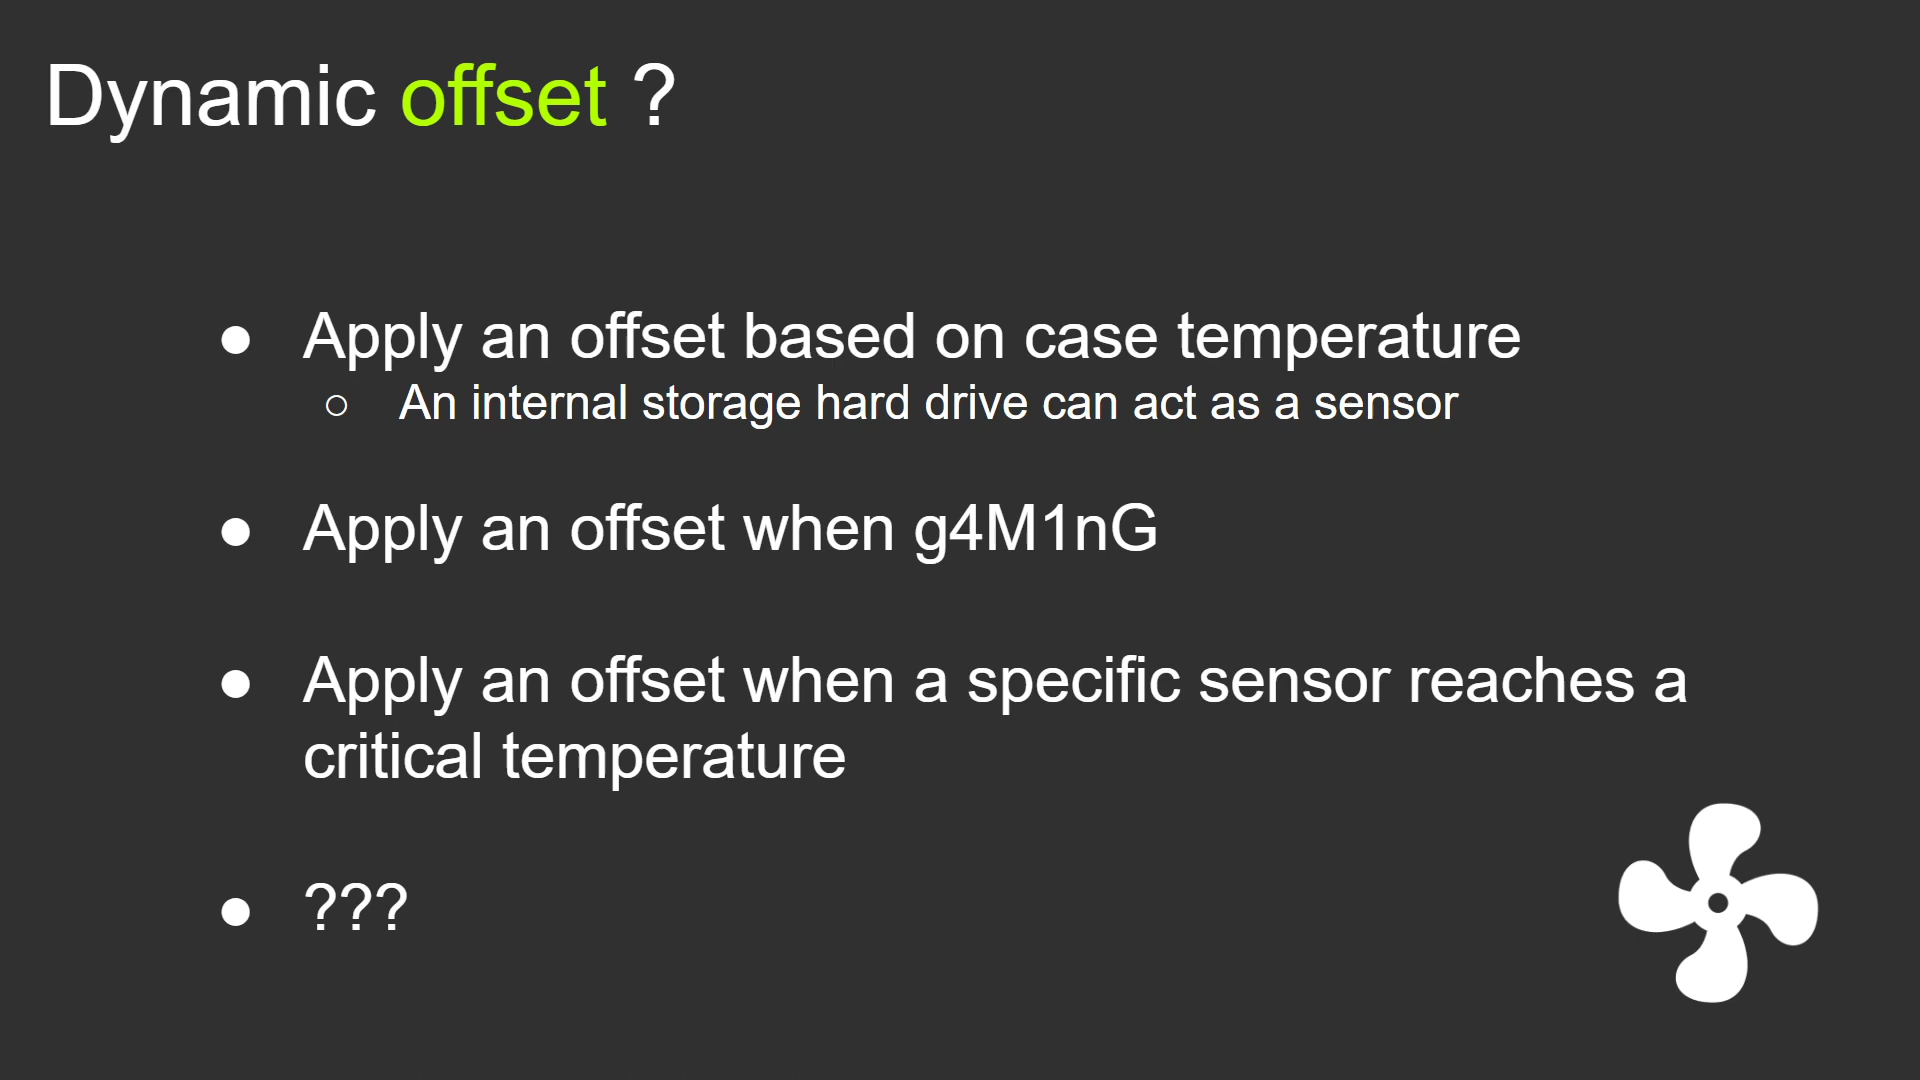 Dynamic offset ?
● Apply an offset based on case temperature
○ An internal storage hard drive can act as a sensor
● Apply an offset when g4M1nG
● Apply an offset when a specific sensor reaches a
critical temperature
● ???